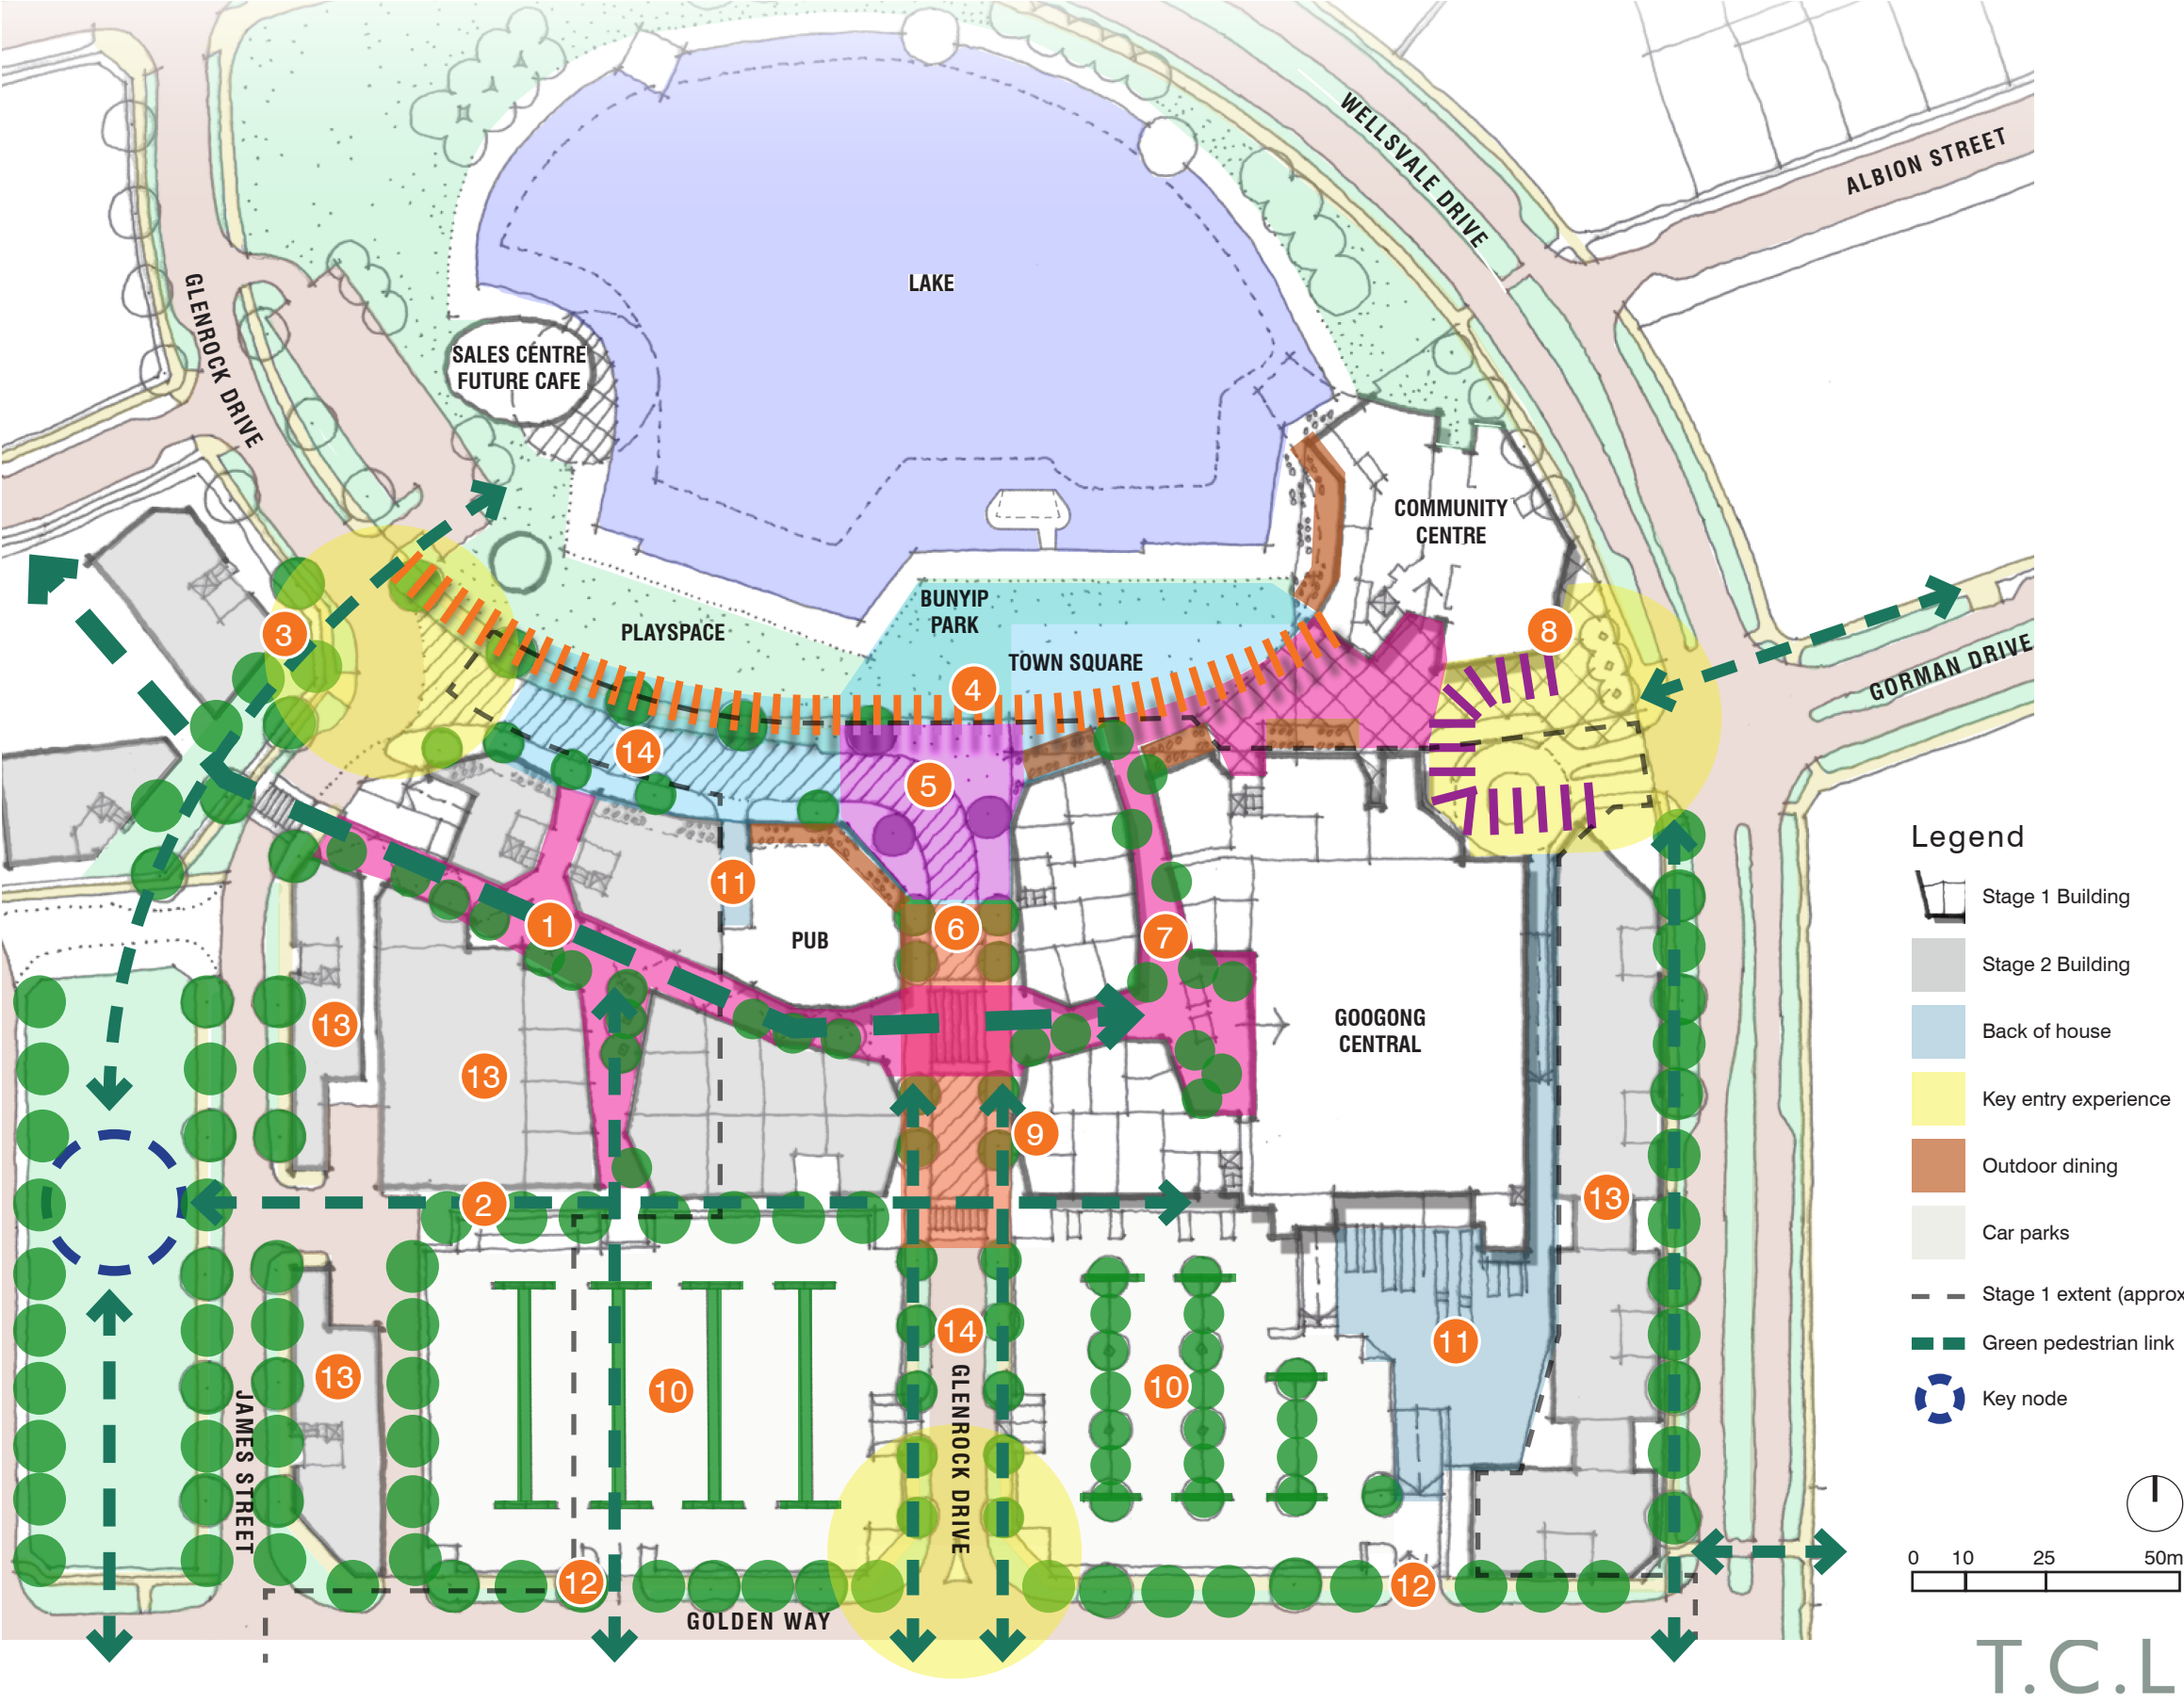 WELLSVALE DRIVE
ALBION STREET
GLENROCK DRIVE
LAKE
SALES CENTRE
FUTURE CAFE
COMMUNITY
CENTRE
BUNYIP
PARK
PLAYSPACE
TOWN SQUARE
GORMAN DRIVE
3
8
4
14
5
11
1
PUB
6
7
13
GOOGONG
CENTRAL
13
9
2
13
14
11
13
10
10
JAMES STREET
GLENROCK DRIVE
12
12
GOLDEN WAY
Legend
Stage 1 Building
Stage 2 Building
Back of house
Key entry experience
Outdoor dining
Car parks
Stage 1 extent (approx
Green pedestrian link
Key node
0 10 25 50m
T.C.L